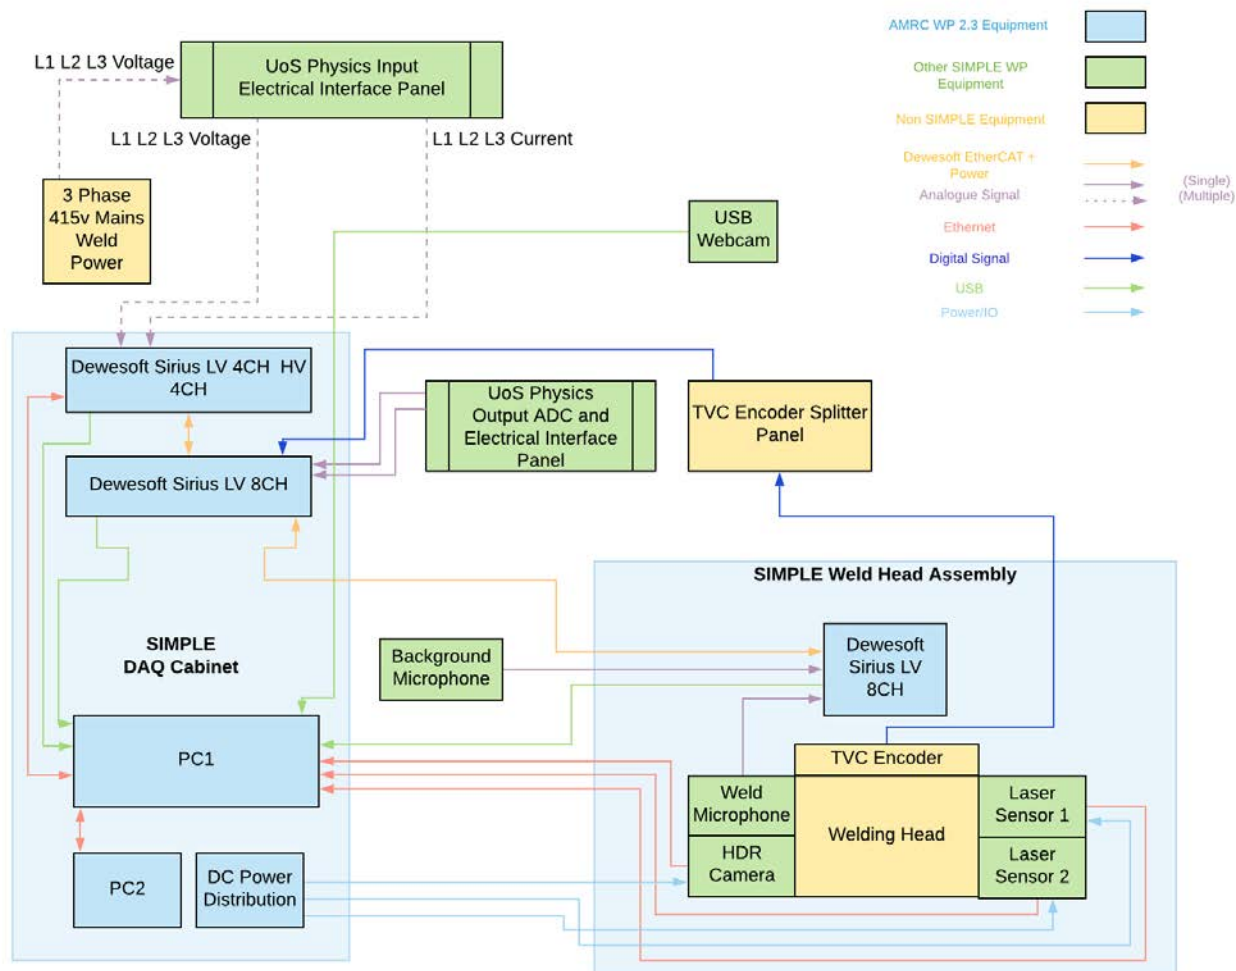 AMRC WP 2.3 Equipment
Other SIMPLE WP
Equipment
Non SIMPLE Equipment
Dewesoft EtherCAT +
Power
Analogue Signal
(Single)
(Multiple)
Ethernet
Digital Signal
USB
Power/IO
L1 L2 L3 Voltage
UoS Physics Input
Electrical Interface Panel
L1 L2 L3 Voltage
L1 L2 L3 Current
3 Phase
415v Mains
Weld
Power
USB
Webcam
Dewesoft Sirius LV 4CH HV
4CH
UoS Physics
Output ADC and
Electrical Interface
Panel
TVC Encoder Splitter
Panel
Dewesoft Sirius LV 8CH
SIMPLE
DAQ Cabinet
SIMPLE Weld Head Assembly
Background
Microphone
Dewesoft
Sirius LV
8CH
PC1
TVC Encoder
Weld
Microphone
Welding Head
Laser
Sensor 1
HDR
Camera
Laser
Sensor 2
PC2
DC Power
Distribution